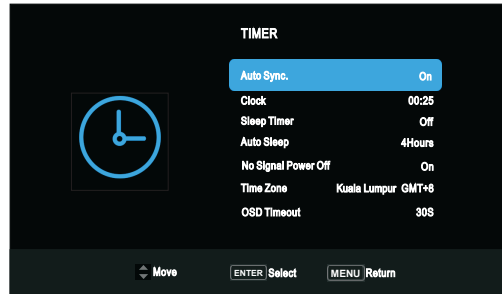 TIMER
Auto Sync. On
Clock 00:25
Sleep Timer Off
Auto Sleep 4Hours
No Signal Power Off On
Time Zone Kuala Lumpur GMT+8
OSD Timeout 30S
Move ENTER Select MENU Return